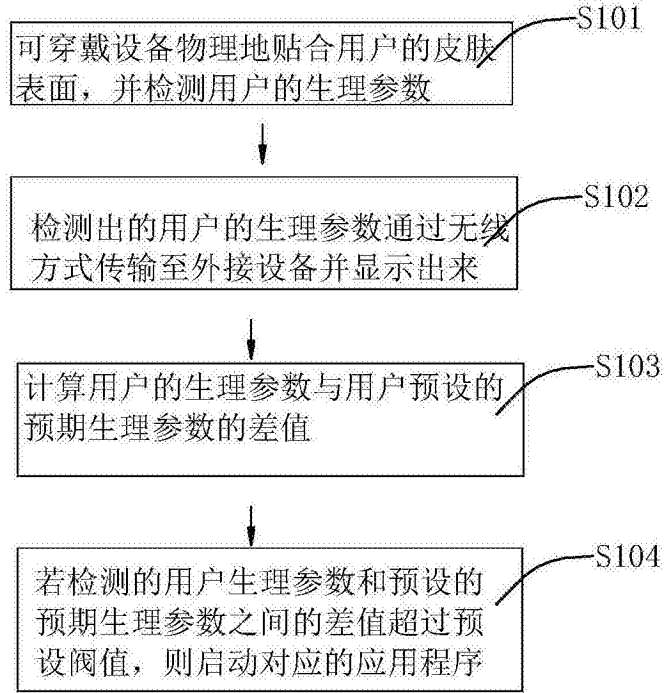 S101
可穿戴设备物理地贴合用户的皮肤
表面，并检测用户的生理参数
S102
检测出的用户的生理参数通过无线
方式传输至外接设备并显示出来
S103
计算用户的生理参数与用户预设的
预期生理参数的差值
S104
若检测的用户生理参数和预设的
预期生理参数之间的差值超过预
设阀值，则启动对应的应用程序